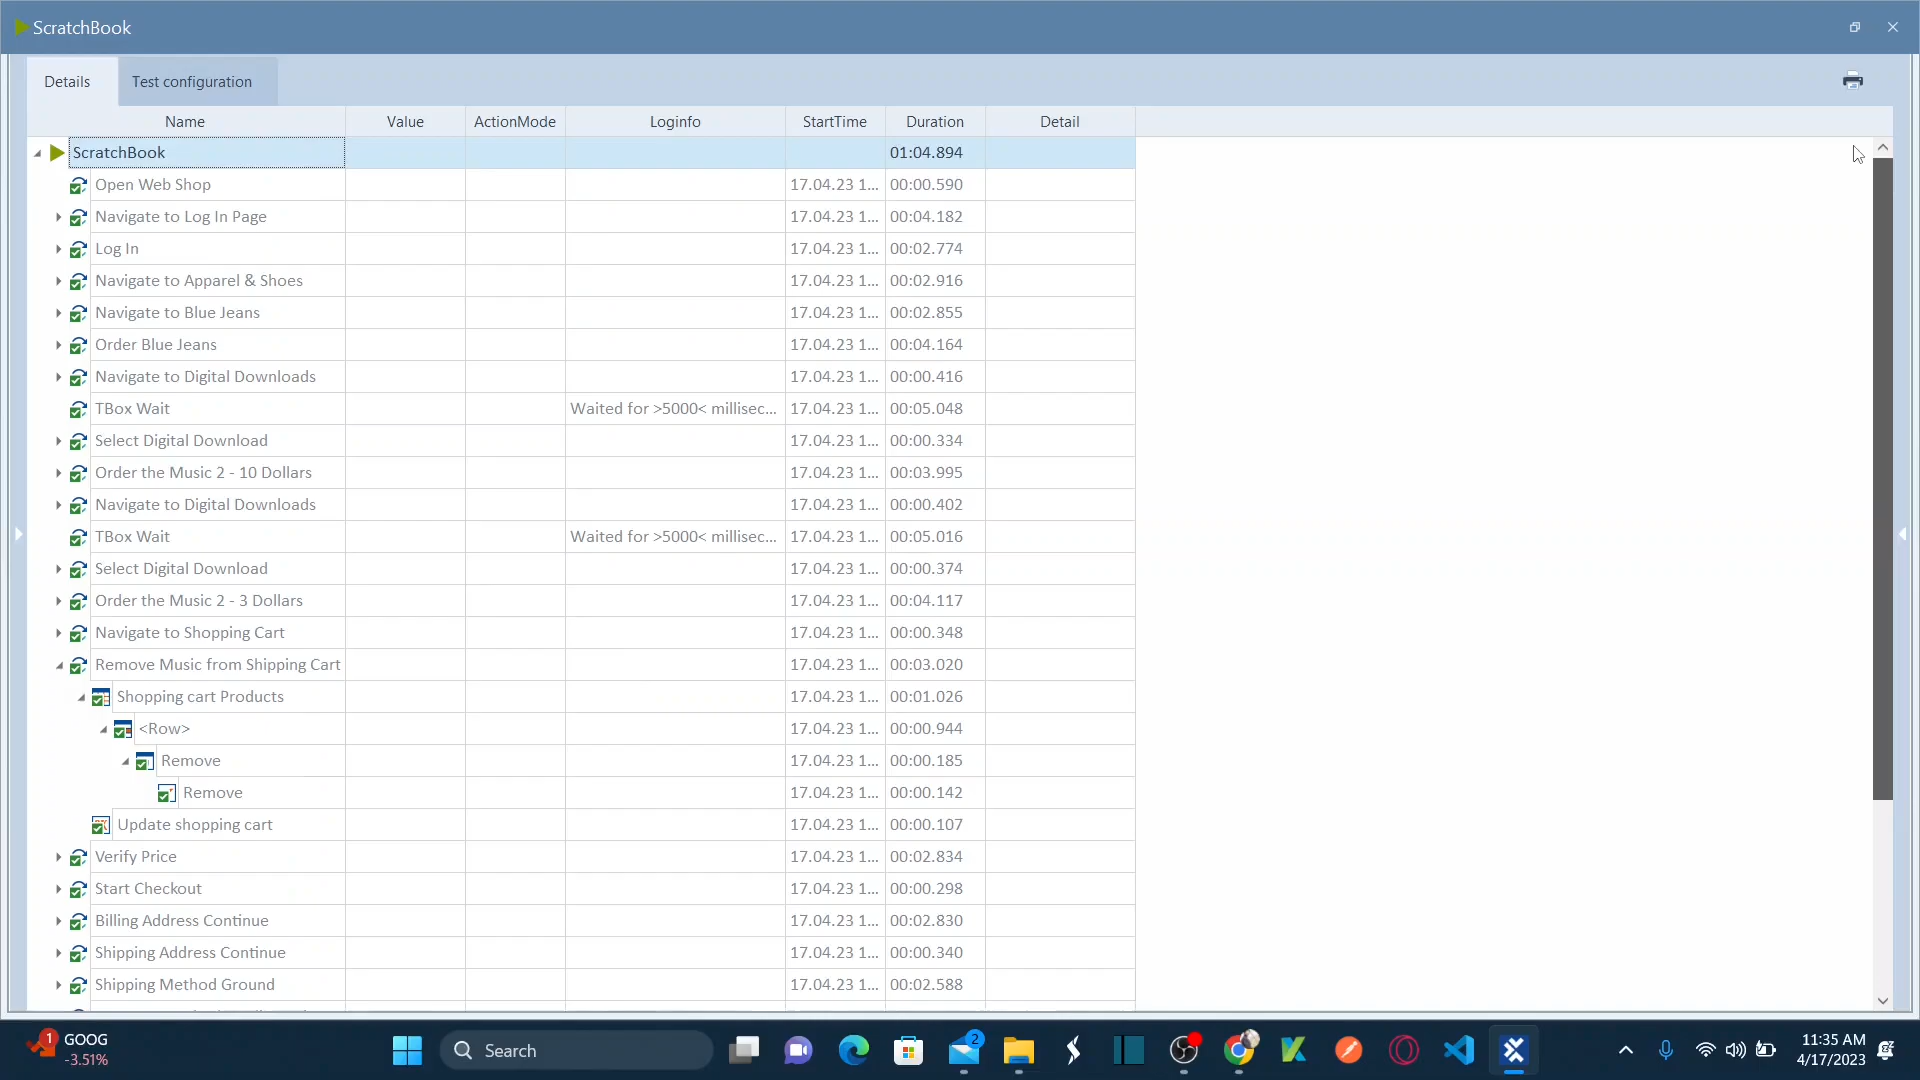 ScratchBook
Details Test configuration
Name Value ActionMode Loginfo StartTime Duration Detail
ScratchBook 01:04.894
Open Web Shop 17.04.23 1... 00:00.590
Navigate to Log In Page 17.04.23 1... 00:04.182
Log In 17.04.23 1... 00:02.774
Navigate to Apparel & Shoes 17.04.23 1... 00:02.916
Navigate to Blue Jeans 17.04.23 1... 00:02.855
Order Blue Jeans 17.04.23 1... 00:04.164
Navigate to Digital Downloads 17.04.23 1... 00:00.416
TBox Wait Waited for >5000< millisec... 17.04.23 1... 00:05.048
Select Digital Download 17.04.23 1... 00:00.334
Order the Music 2 - 10 Dollars 17.04.23 1... 00:03.995
Navigate to Digital Downloads 17.04.23 1... 00:00.402
TBox Wait Waited for >5000< millisec... 17.04.23 1... 00:05.016
Select Digital Download 17.04.23 1... 00:00.374
Order the Music 2 - 3 Dollars 17.04.23 1... 00:04.117
Navigate to Shopping Cart 17.04.23 1... 00:00.348
Remove Music from Shipping Cart 17.04.23 1... 00:03.020
Shopping cart Products 17.04.23 1... 00:01.026
<Row> 17.04.23 1... 00:00.944
Remove 17.04.23 1... 00:00.185
Remove 17.04.23 1... 00:00.142
Update shopping cart 17.04.23 1... 00:00.107
Verify Price 17.04.23 1... 00:02.834
Start Checkout 17.04.23 1... 00:00.298
Billing Address Continue 17.04.23 1... 00:02.830
Shipping Address Continue 17.04.23 1... 00:00.340
Shipping Method Ground 17.04.23 1... 00:02.588
1 GOOG
-3.51%
Search
2
11:35 AM
4/17/2023